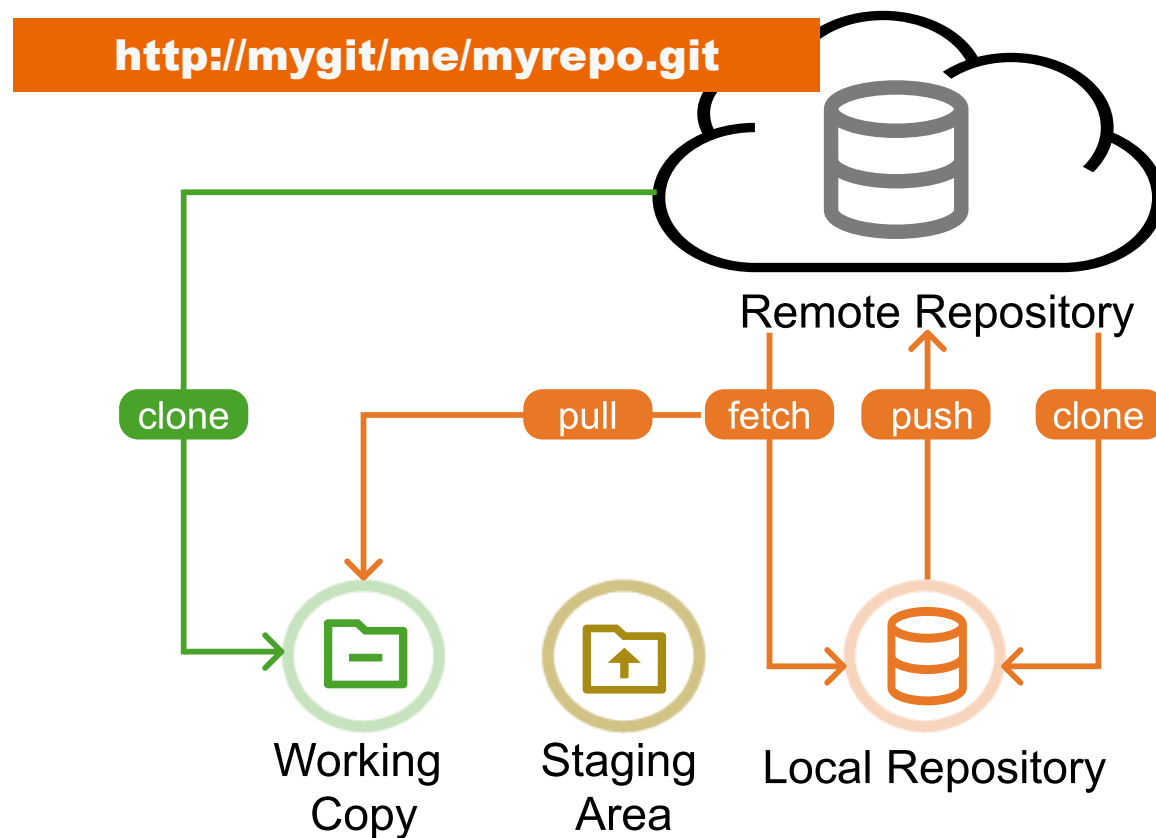 http://mygit/me/myrepo.git
Remote Repository
clone
pull
fetch
push
clone
Working
Copy
Staging
Area
Local Repository